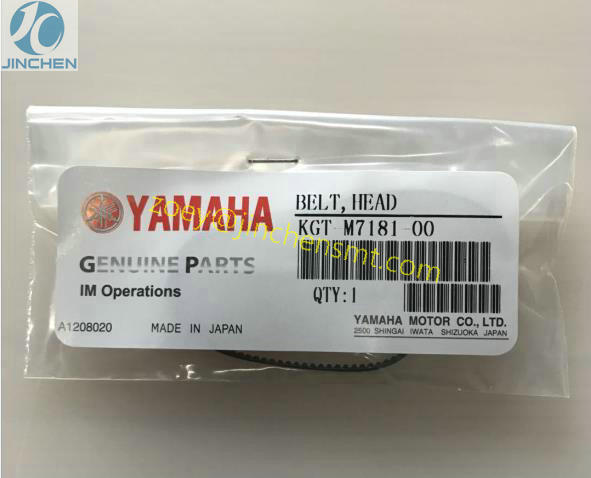 JINCHEN
YAMAHA
GENUINE PARTS
IM Operations
A1208020
MADE IN JAPAN
BELT,HEAD
KGT-M7181-00
QTY:1
YAMAHA MOTOR CO., LTD.
2500 SHINGAI IWATA SHIZUOKA JAPAN
zoey@jinchensmt.com